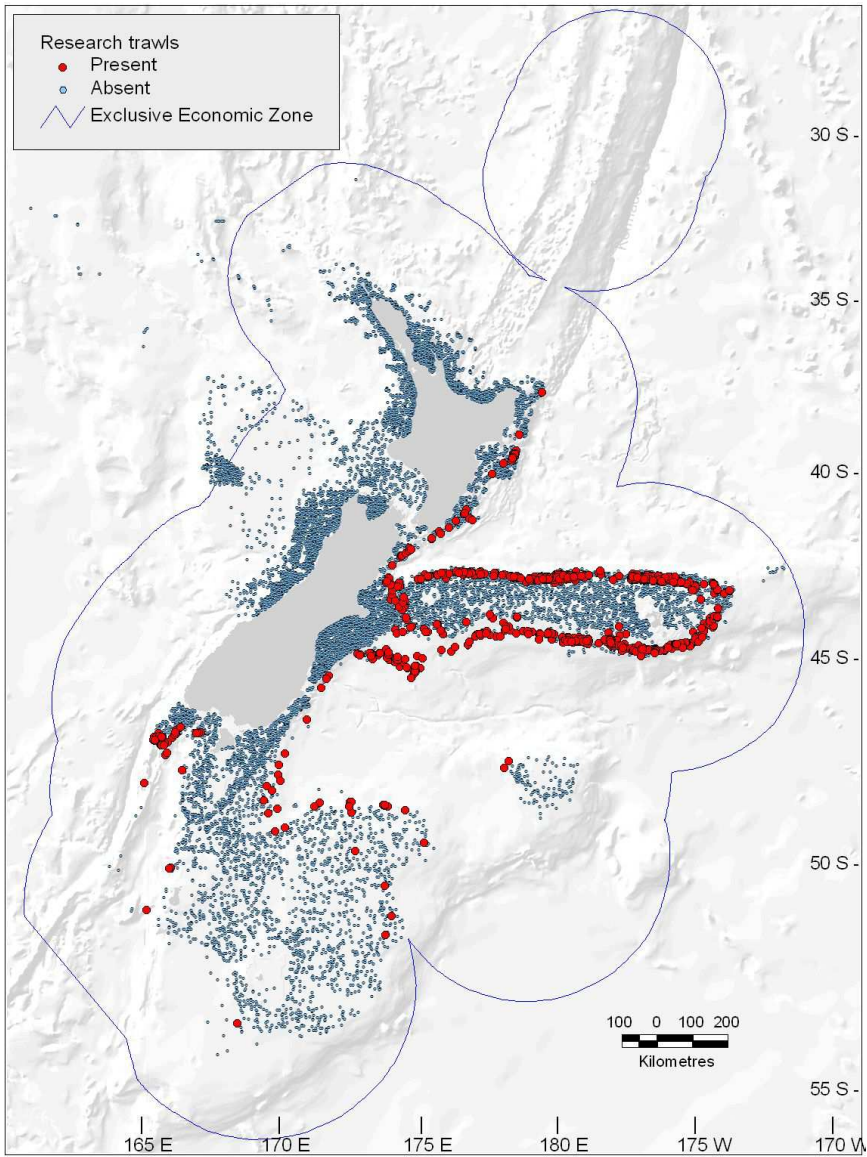 Research trawls
Present
Absent
Exclusive Economic Zone
30 S -
35 S -
40 S -
45 S -
50 S -
100 0 100 200
Kilometres
55 S -
165 E 170 E 175 E 180 E 175 W 170 W